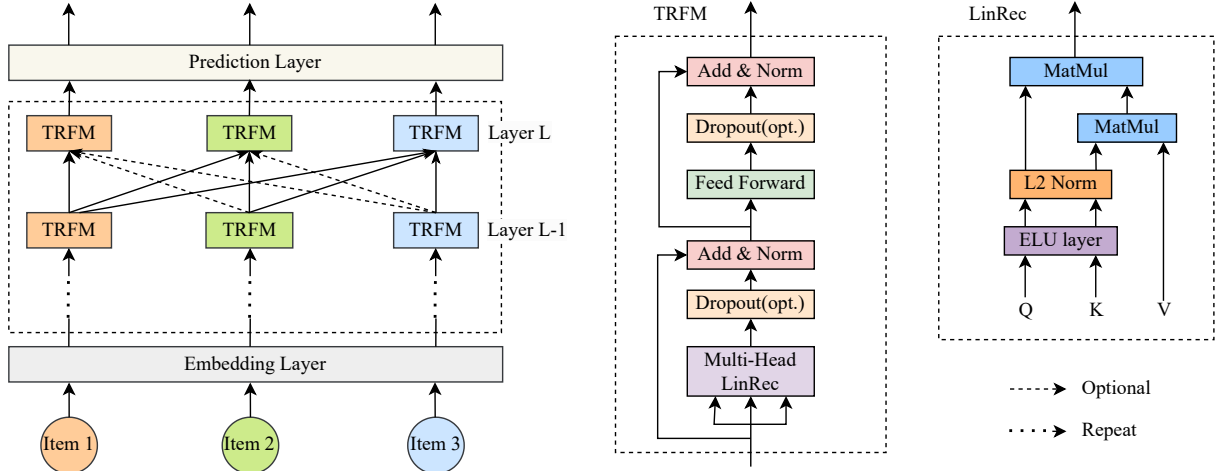 Prediction Layer
TRFM TRFM TRFM Layer L
TRFM TRFM TRFM Layer L-1
Embedding Layer
Item 1 Item 2 Item 3
TRFM
Add & Norm
Dropout(opt.)
Feed Forward
Add & Norm
Dropout(opt.)
Multi-Head
LinRec
LinRec
MatMul
MatMul
L2 Norm
ELU layer
Q K V
Optional
Repeat